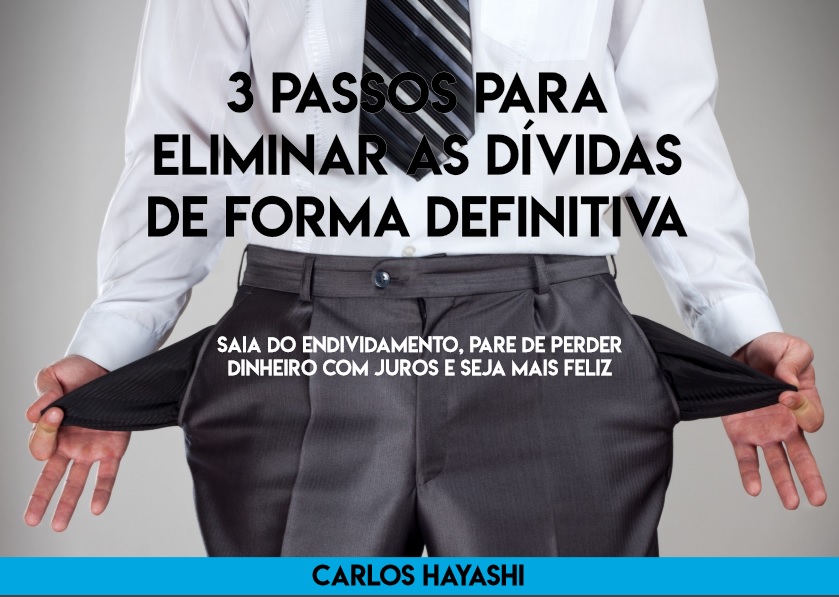 3 PASSOS PARA
ELIMINAR AS DÍVIDAS
DE FORMA DEFINITIVA
SAIA DO ENDIVIDAMENTO, PARE DE PERDER
DINHEIRO COM JUROS E SEJA MAIS FELIZ
CARLOS HAYASHI